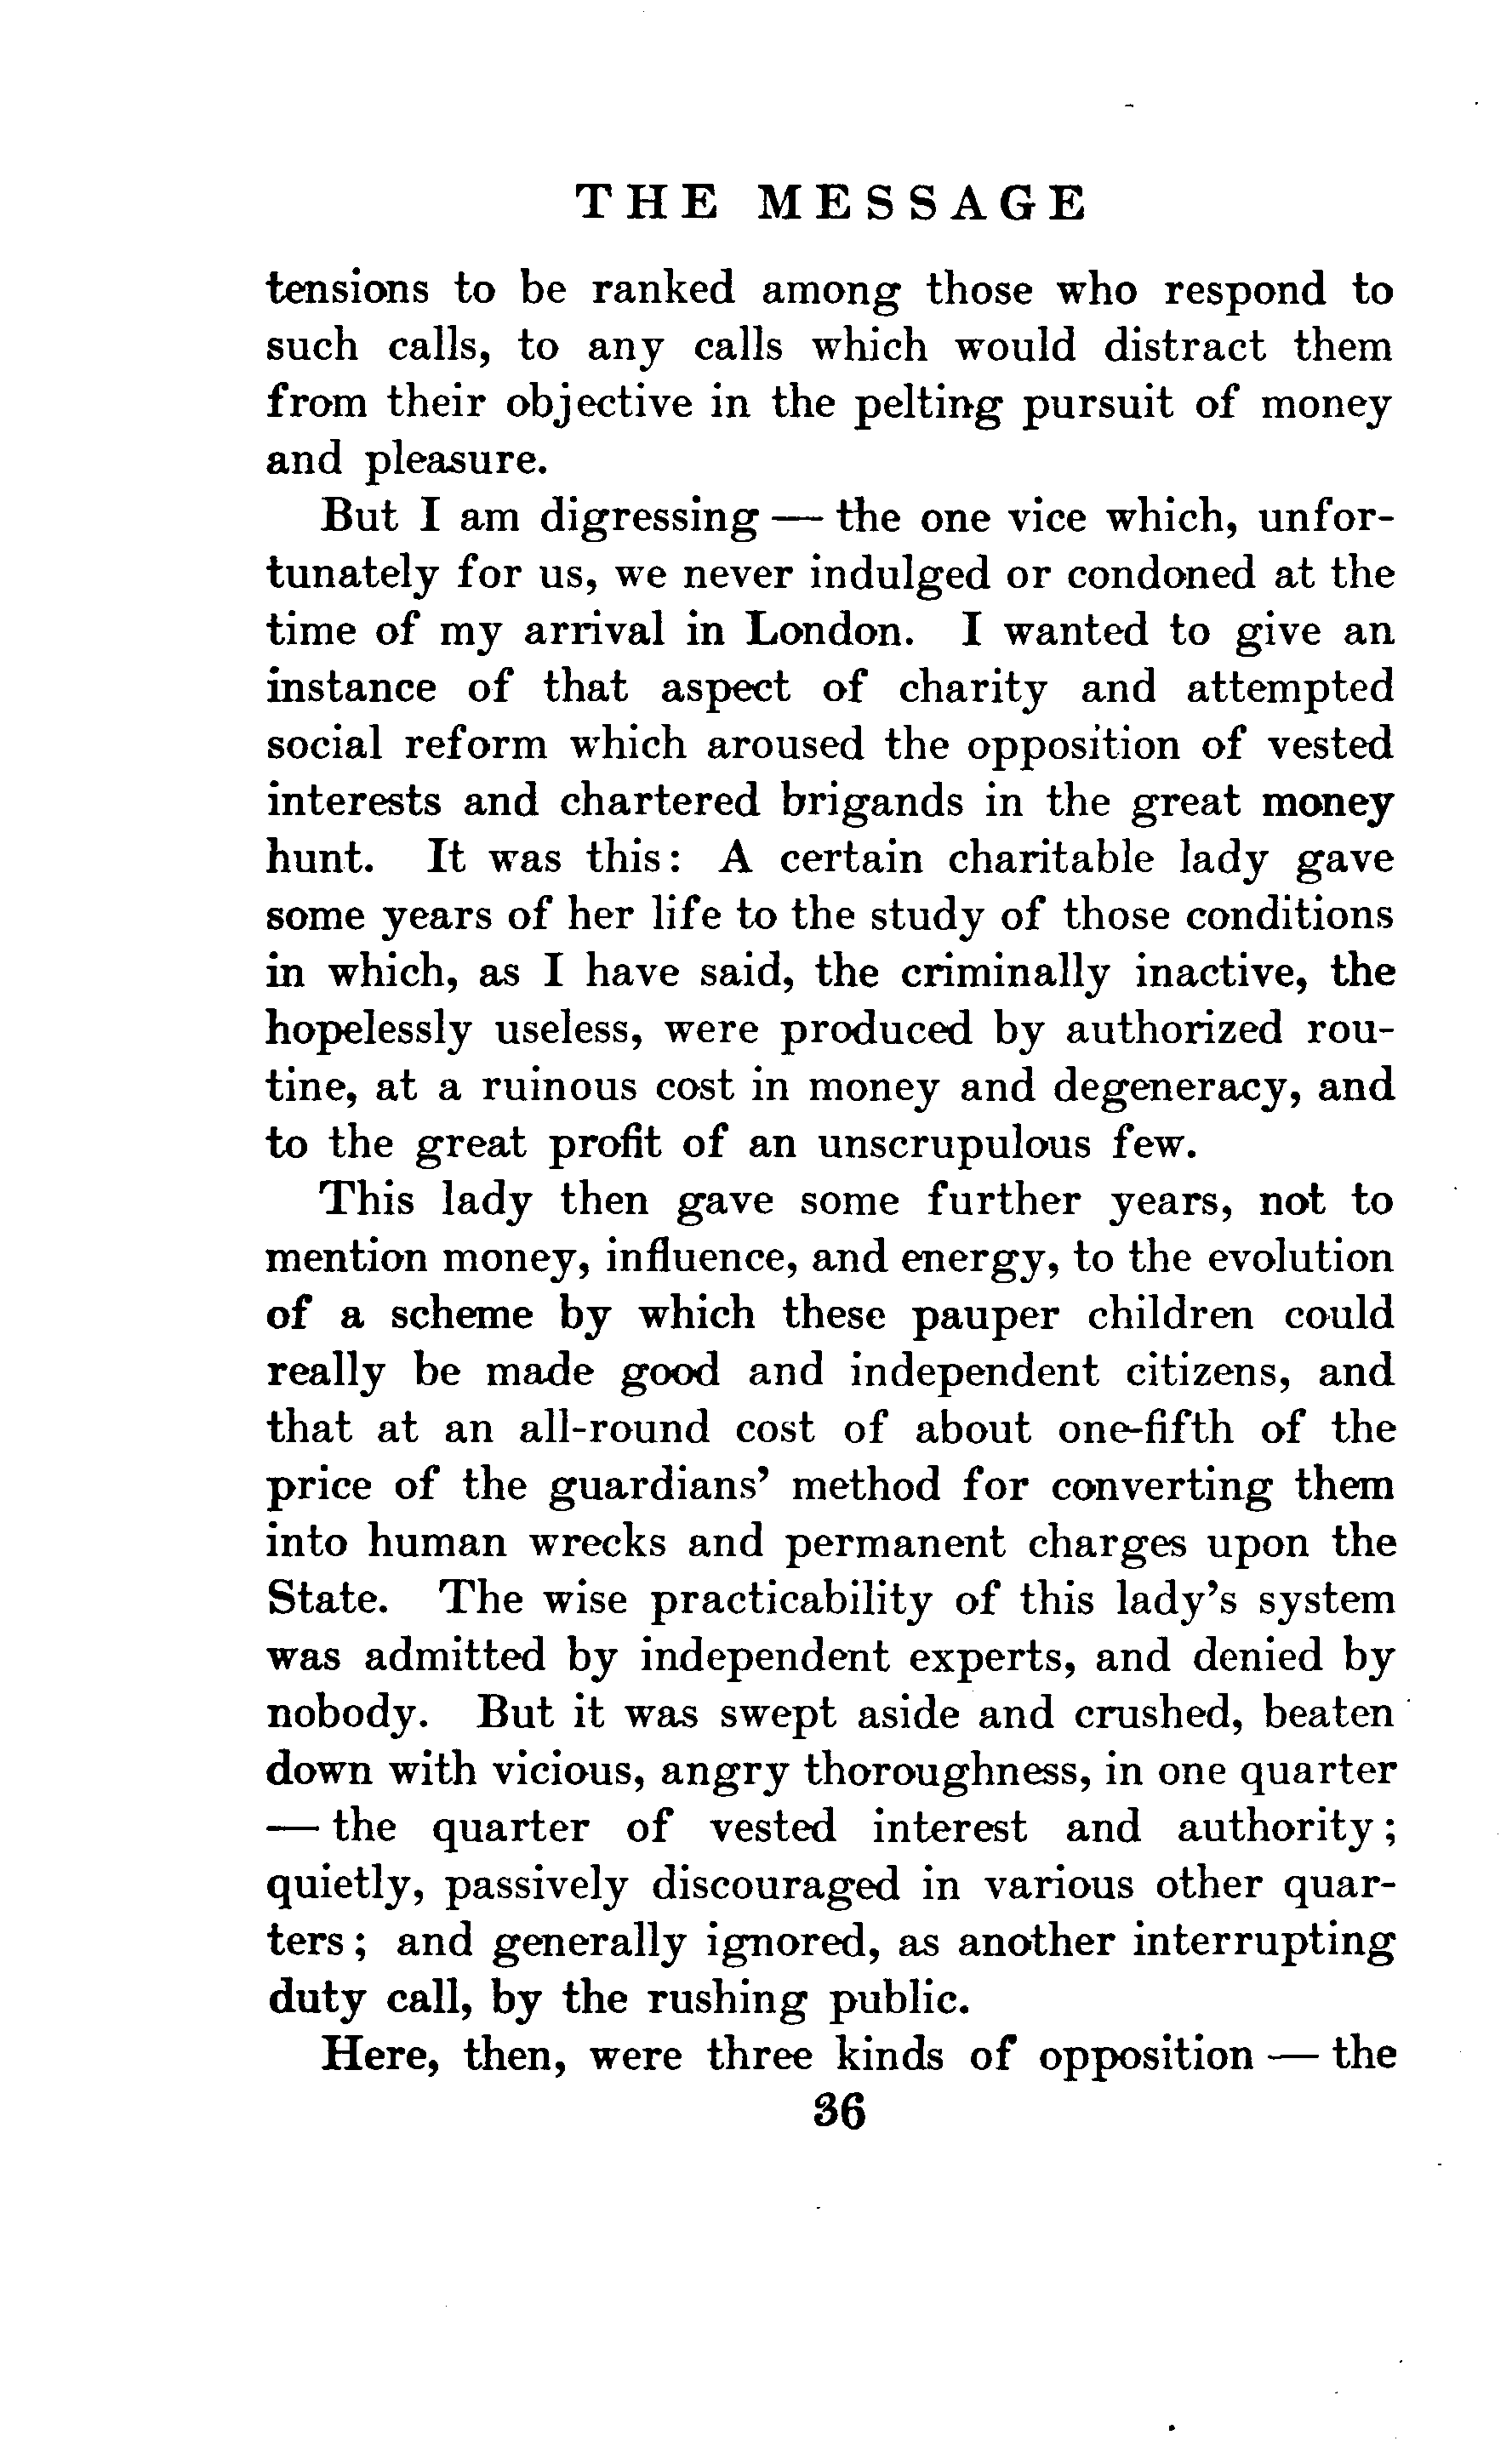 THE MESSAGE
tensions to be ranked among those who respond to
such calls, to any calls which would distract them
from their objective in the pelting pursuit of money
and pleasure.
But I am digressing — the one vice which, unfor-
tunately for us, we never indulged or condoned at the
time of my arrival in London. I wanted to give an
instance of that aspect of charity and attempted
social reform which aroused the opposition of vested
interests and chartered brigands in the great money
hunt. It was this: A certain charitable lady gave
some years of her life to the study of those conditions
in which, as I have said, the criminally inactive, the
hopelessly useless, were produced by authorized rou-
tine, at a ruinous cost in money and degeneracy, and
to the great profit of an unscrupulous few.
This lady then gave some further years, not to
mention money, influence, and energy, to the evolution
of a scheme by which these pauper children could
really be made good and independent citizens, and
that at an all-round cost of about one-fifth of the
price of the guardians' method for converting them
into human wrecks and permanent charges upon the
State. The wise practicability of this lady's system
was admitted by independent experts, and denied by
nobody. But it was swept aside and crushed, beaten
down with vicious, angry thoroughness, in one quarter
— the quarter of vested interest and authority;
quietly, passively discouraged in various other quar-
ters; and generally ignored, as another interrupting
duty call, by the rushing public.
Here, then, were three kinds of opposition — the
36